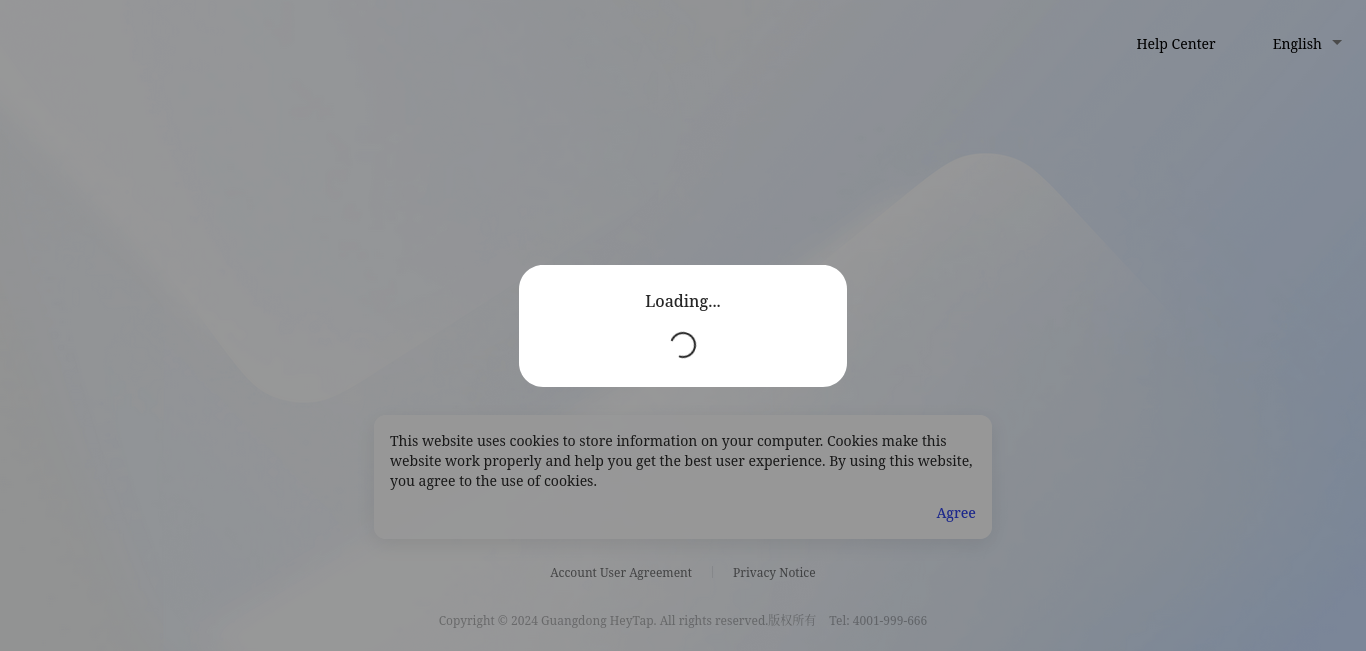 Help Center
English
Loading...
This website uses cookies to store information on your computer. Cookies make this
website work properly and help you get the best user experience. By using this website,
you agree to the use of cookies.
Agree
Account User Agreement
Privacy Notice
Copyright © 2024 Guangdong HeyTap. All rights reserved.版权所有 Tel: 4001-999-666